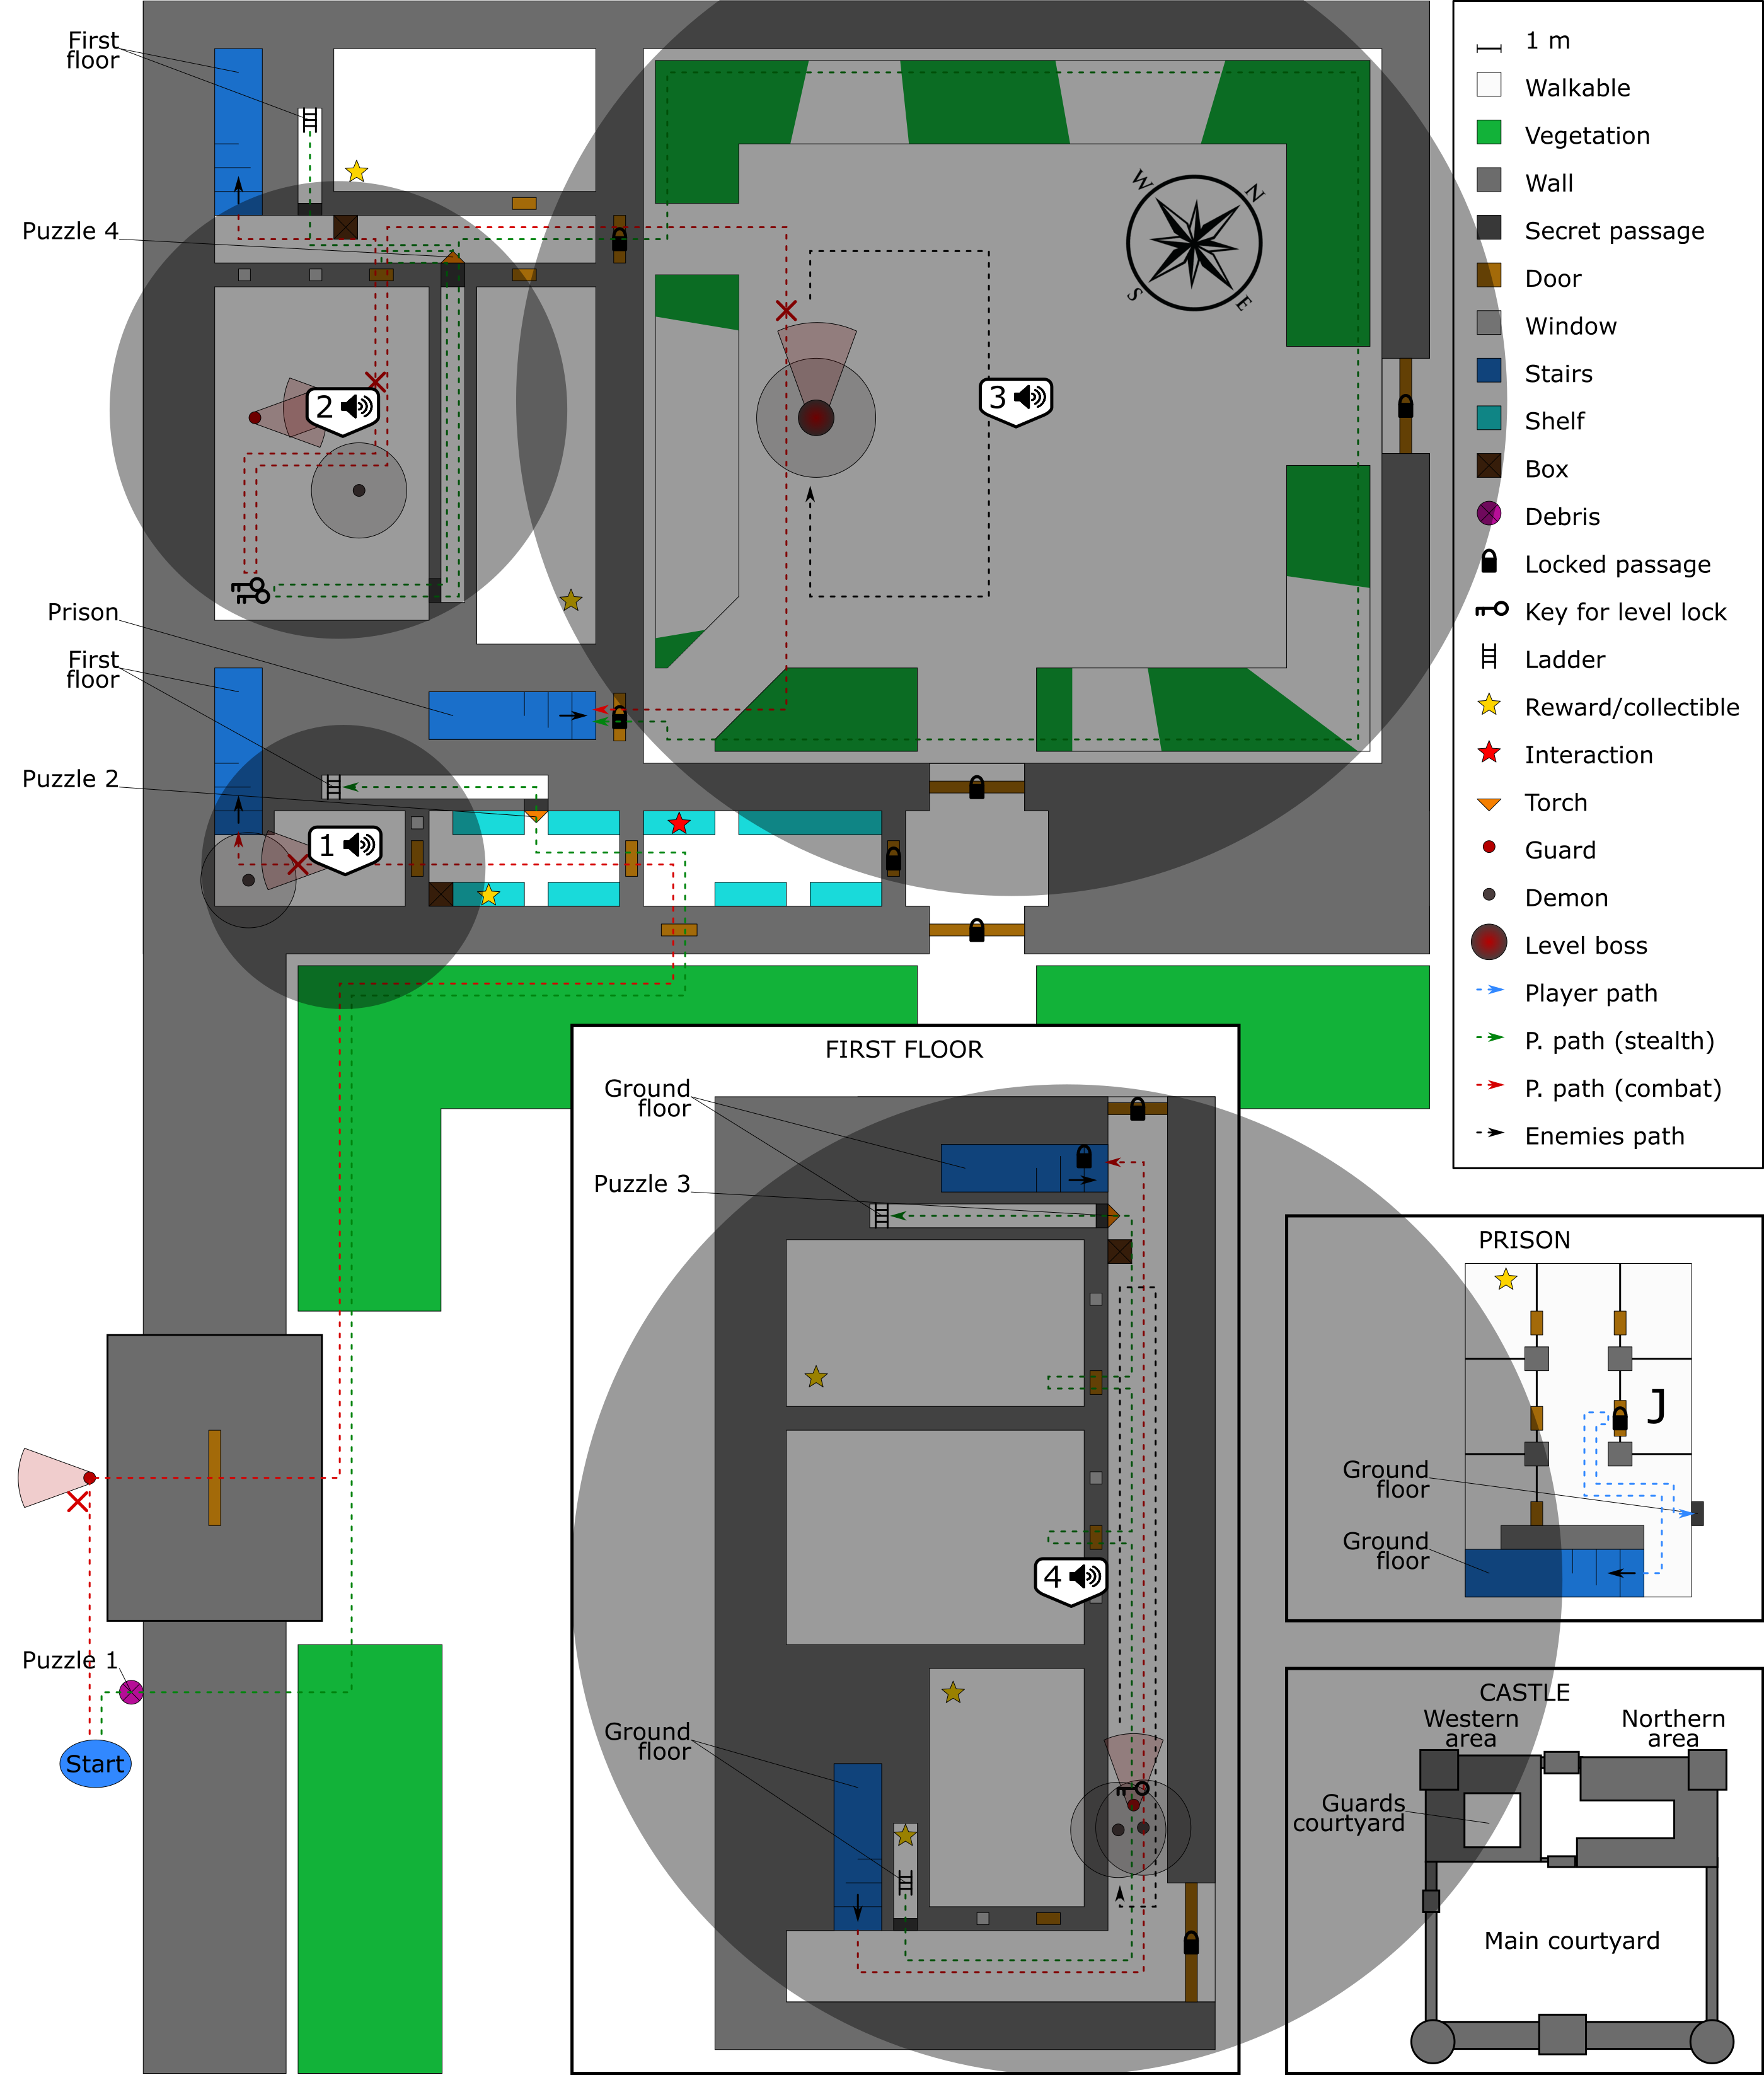 First
floor
Puzzle 4
Prison
First
floor
Puzzle 2
Puzzle 1
Start
1
2
3
4
W
N
S
E
1 m
Walkable
Vegetation
Wall
Secret passage
Door
Window
Stairs
Shelf
Box
Debris
Locked passage
Key for level lock
Ladder
Reward/collectible
Interaction
Torch
Guard
Demon
Level boss
Player path
P. path (stealth)
P. path (combat)
Enemies path
FIRST FLOOR
Ground
floor
Puzzle 3
Ground
floor
PRISON
J
Ground
floor
Ground
floor
CASTLE
Western
area
Northern
area
Guards
courtyard
Main courtyard